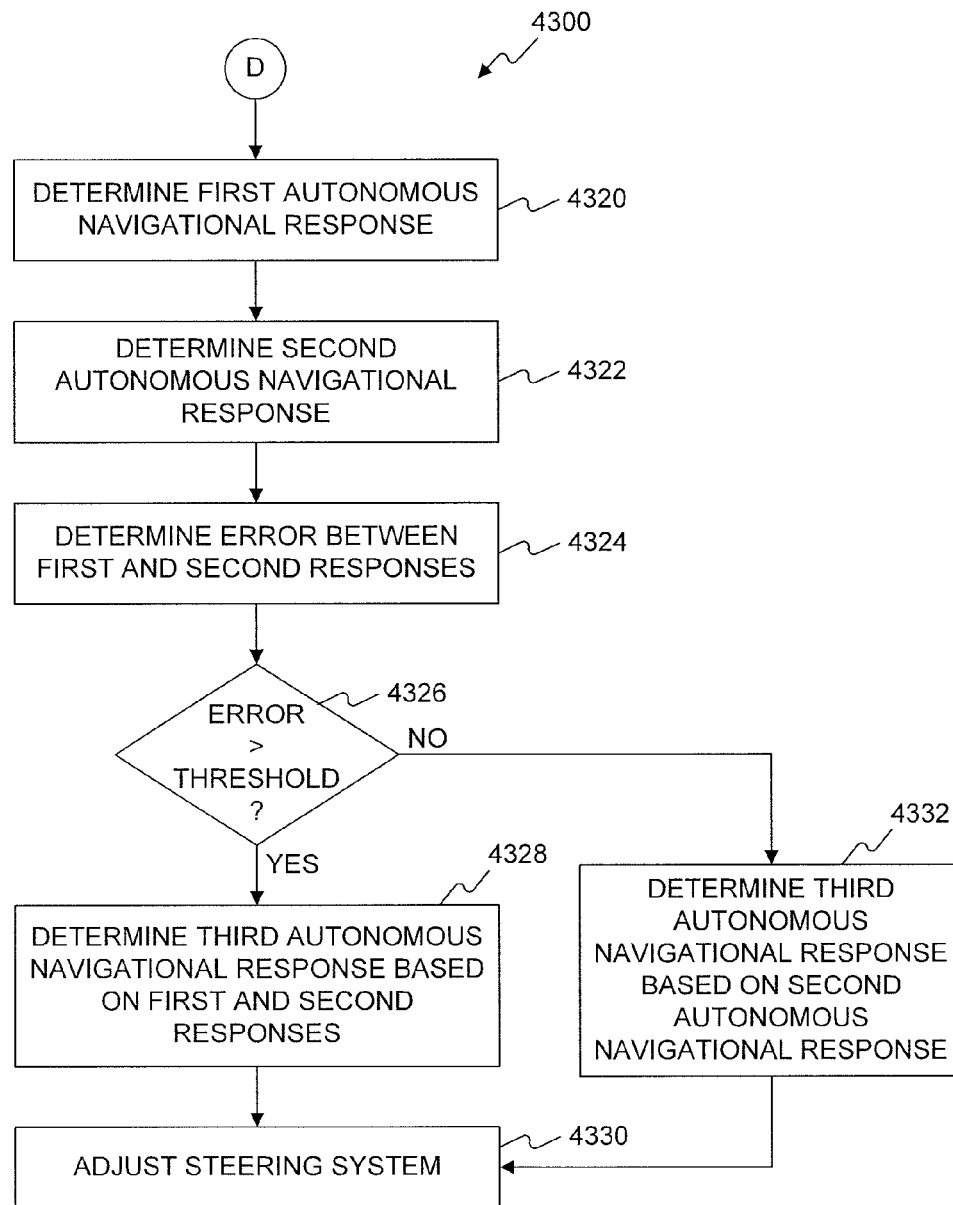 4300
D
DETERMINE FIRST AUTONOMOUS
NAVIGATIONAL RESPONSE
4320
DETERMINE SECOND
AUTONOMOUS NAVIGATIONAL
RESPONSE
4322
DETERMINE ERROR BETWEEN
FIRST AND SECOND RESPONSES
4324
4326
ERROR
>
THRESHOLD
?
NO
YES
4328
DETERMINE THIRD AUTONOMOUS
NAVIGATIONAL RESPONSE BASED
ON FIRST AND SECOND
RESPONSES
4332
DETERMINE THIRD
AUTONOMOUS
NAVIGATIONAL RESPONSE
BASED ON SECOND
AUTONOMOUS
NAVIGATIONAL RESPONSE
4330
ADJUST STEERING SYSTEM